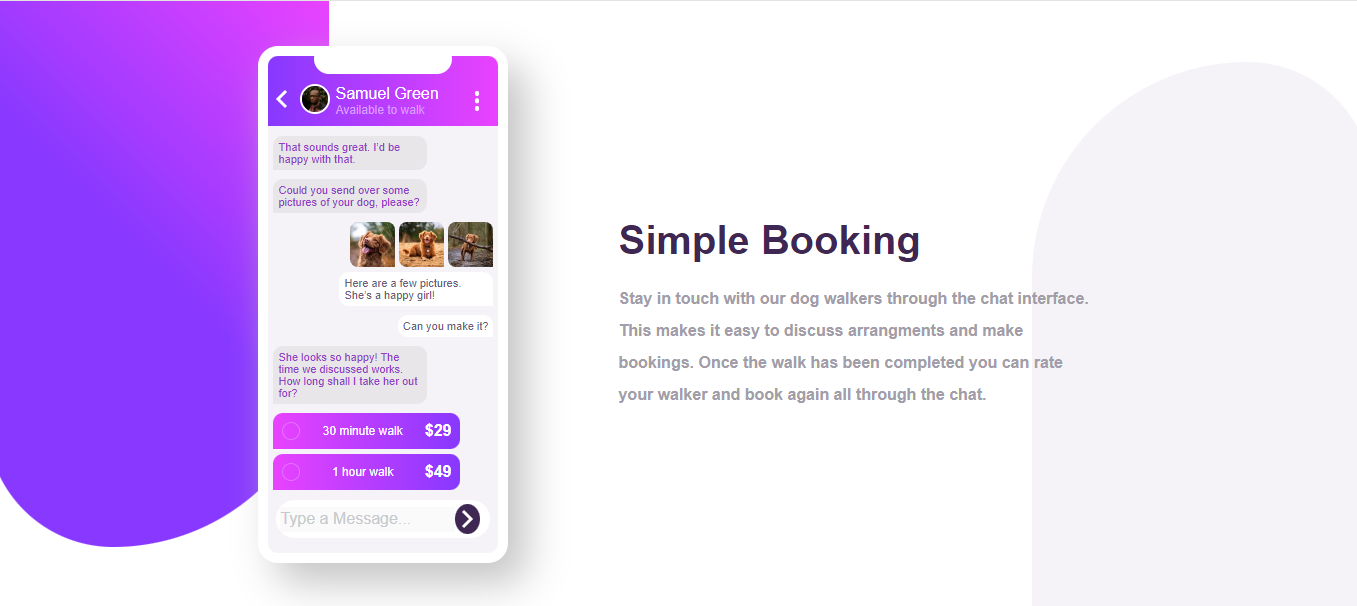 Samuel Green
Available to walk
That sounds great. I'd be
happy with that.
Could you send over some
pictures of your dog, please?
Here are a few pictures.
She's a happy girl!
Can you make it?
She looks so happy! The
time we discussed works.
How long shall I take her out
for?
30 minute walk $29
1 hour walk $49
Type a Message...
Simple Booking
Stay in touch with our dog walkers through the chat interface.
This makes it easy to discuss arrangments and make
bookings. Once the walk has been completed you can rate
your walker and book again all through the chat.